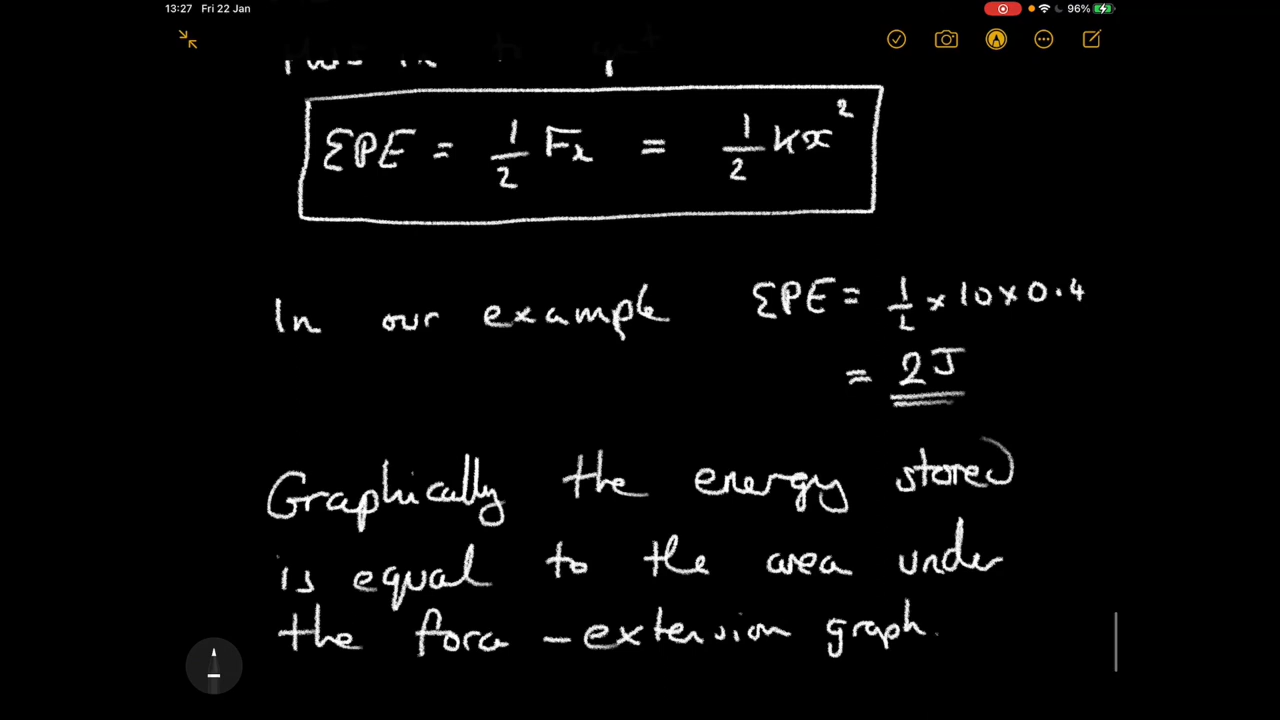 13:27 Fri 22 Jan 96%
EPE = 1/2 Fx = 1/2 kx²
In our example EPE = 1/2 × 10 × 0.4
= 2J
Graphically the energy stored
is equal to the area under
the force - extension graph.